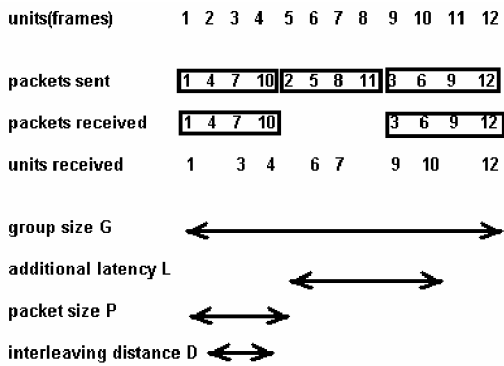 units(frames) 1 2 3 4 5 6 7 8 9 10 11 12
packets sent 1 4 7 10 2 5 8 11 3 6 9 12
packets received 1 4 7 10 3 6 9 12
units received 1 3 4 6 7 9 10 12
group size G
additional latency L
packet size P
interleaving distance D